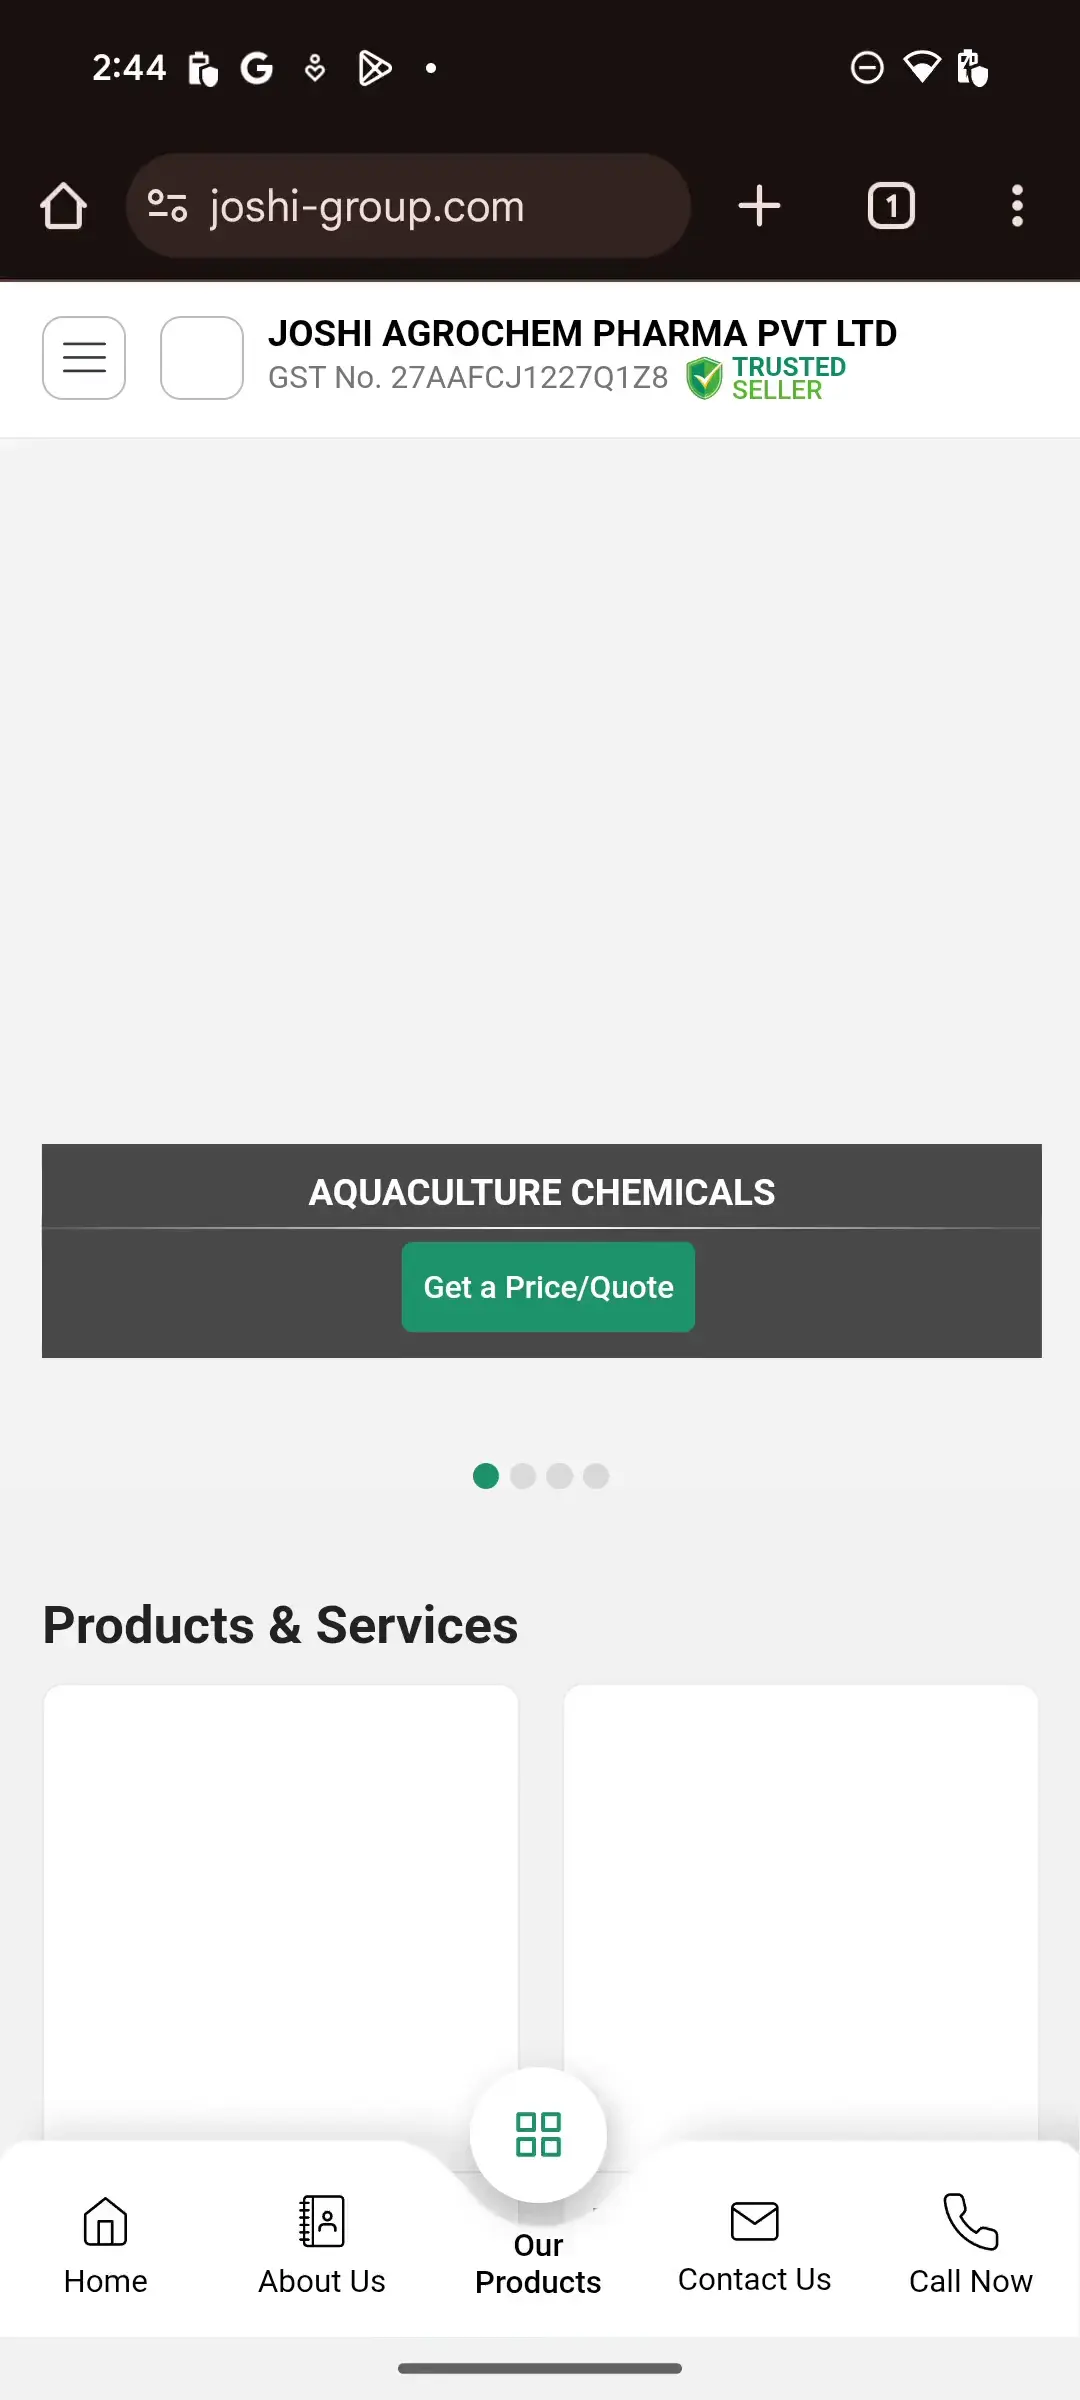 2:44
joshi-group.com
1
JOSHI AGROCHEM PHARMA PVT LTD
GST No. 27AAFCJ1227Q1Z8
TRUSTED
SELLER
AQUACULTURE CHEMICALS
Get a Price/Quote
Products & Services
Home
About Us
Our
Products
Contact Us
Call Now